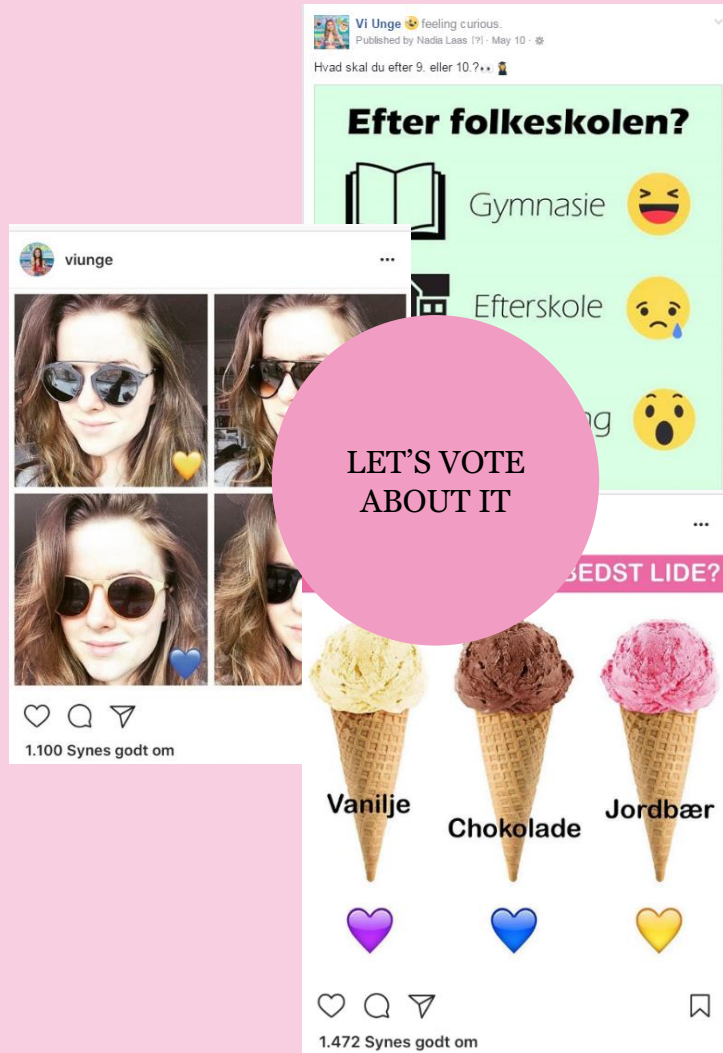 Vi Unge feeling curious.
Published by Nadia Laas [?] · May 10 ·
Hvad skal du efter 9. eller 10.?
Efter folkeskolen?
Gymnasie
Efterskole
viunge
1.100 Synes godt om
LET'S VOTE
ABOUT IT
BEDST LIDE?
Vanilje
Chokolade
Jordbær
1.472 Synes godt om